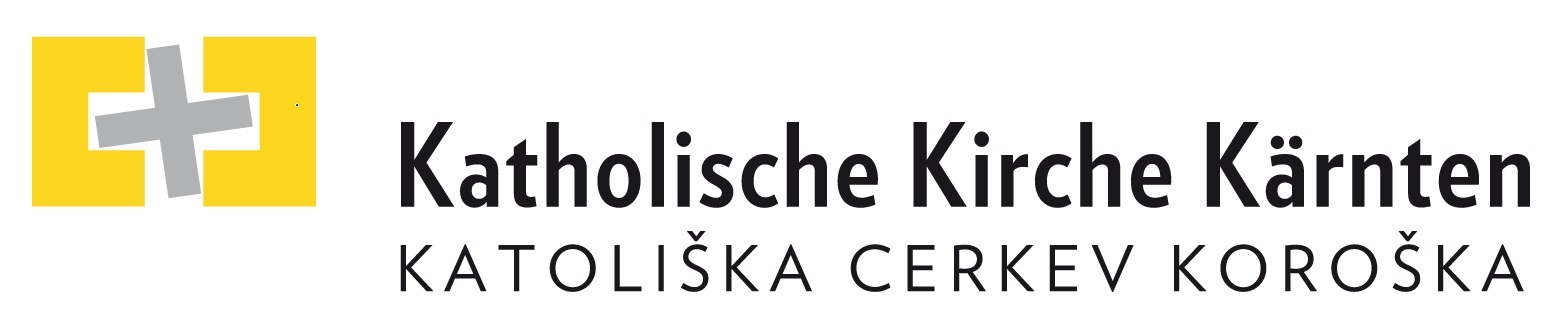 Katholische Kirche Kärnten
KATOLIŠKA CERKEV KOROŠKA